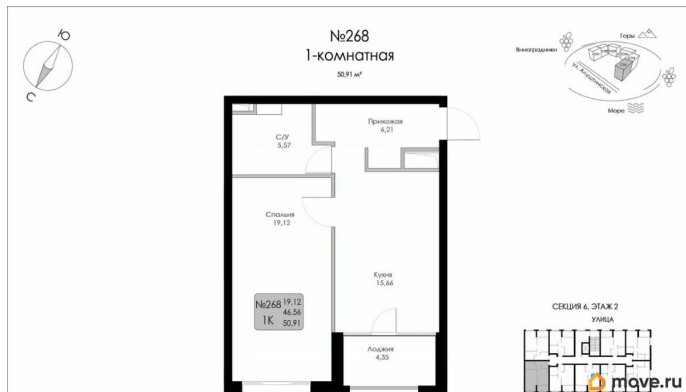 №268
1-комнатная
50,91 м²
Ю
С
Горы
Виноградники
ул. Алуштинская
Море
Прихожая
6,21
С/У
5,57
Спальня
19,12
Кухня
15,66
№268 19.12
1К 46.56
50,91
Лоджия
4,35
СЕКЦИЯ 6, ЭТАЖ 2
УЛИЦА
move.ru